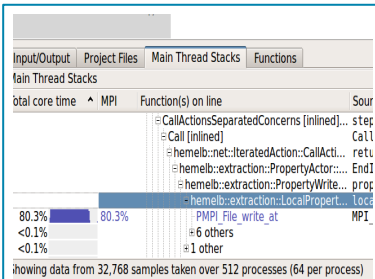 Input/Output Project Files Main Thread Stacks Functions
Main Thread Stacks
Total core time MPI Function(s) on line Sour
CallActionsSeparatedConcerns [inlined]... step
Call [inlined] Call
hemelb::net::IteratedAction::CallActi... retu
hemelb::extraction::PropertyActor::... EndI
hemelb::extraction::PropertyWrite... prop
hemelb::extraction::LocalPropert... loca
80.3% 80.3% PMPI_File_write_at MPI_
<0.1% 6 others
<0.1% 1 other
Showing data from 32,768 samples taken over 512 processes (64 per process)